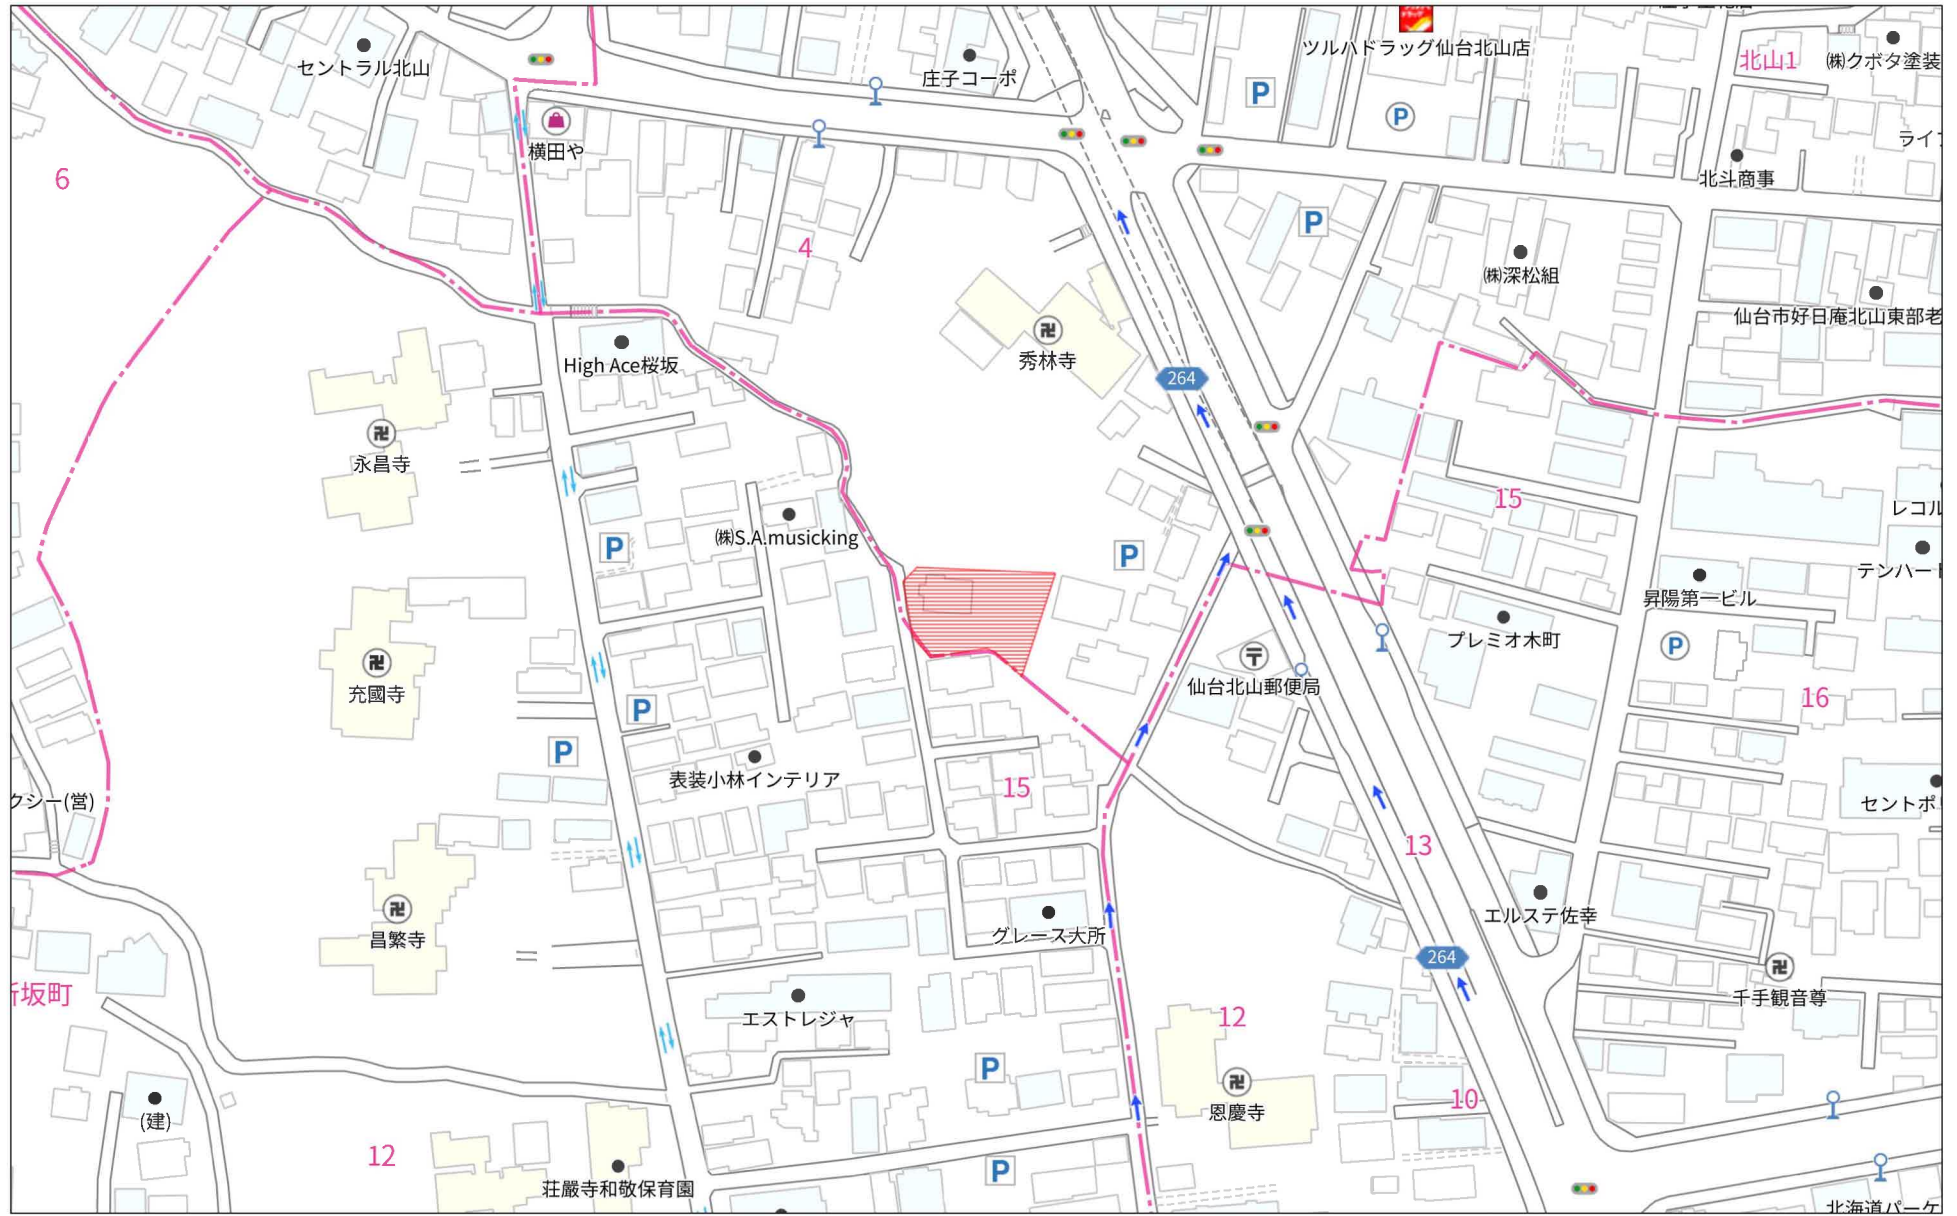 ツルハドラッグ仙台北山店
セントラル北山
庄子コーポ
P
北山1
㈱クボタ塗装
P
横田や
ライフ
6
北斗商事
P
4
㈱深松組
仙台市好日庵北山東部老
High Ace桜坂
卍
秀林寺
264
卍
永昌寺
15
レコル
㈱S.A.musicking
P
P
テンハート
昇陽第一ビル
プレミオ木町
P
卍
充國寺
〒
仙台北山郵便局
16
P
P
表装小林インテリア
15
クシー(営)
セントポ
13
卍
昌繁寺
グレース大所
エルステ佐幸
264
新坂町
エストレジャ
卍
千手観音尊
12
P
卍
恩慶寺
10
(建)
12
P
荘厳寺和敬保育園
北海道パーケ